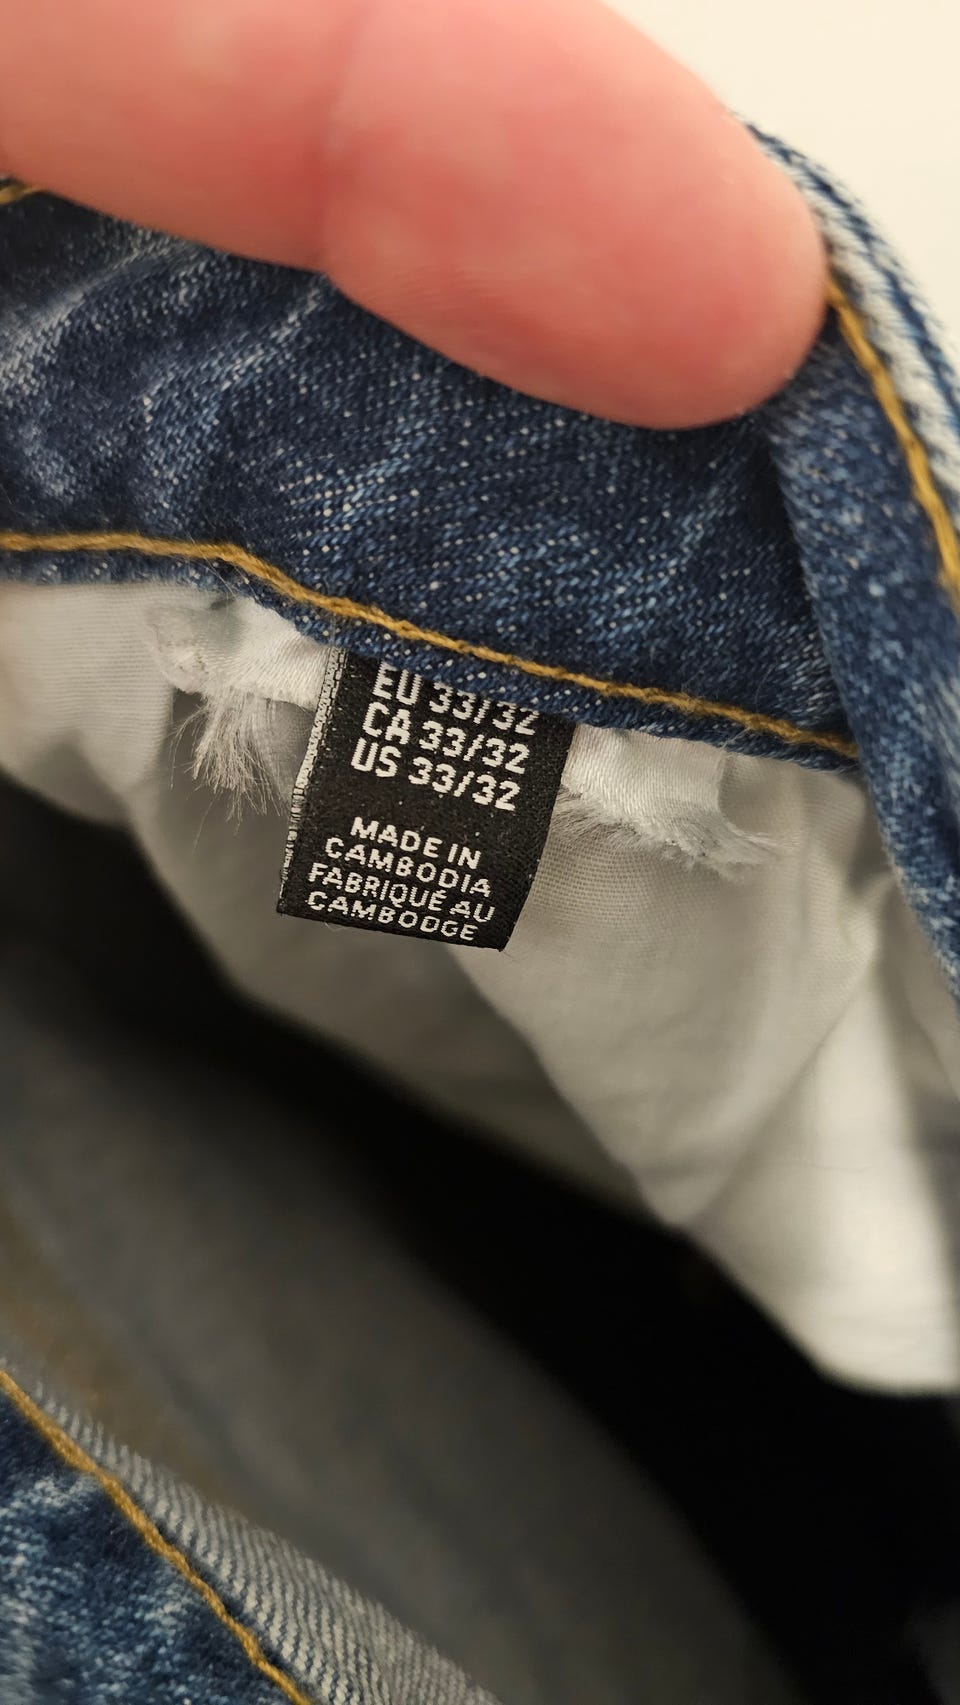 EU 33/32
CA 33/32
US 33/32
MADE IN
CAMBODIA
FABRIQUÉ AU
CAMBODGE